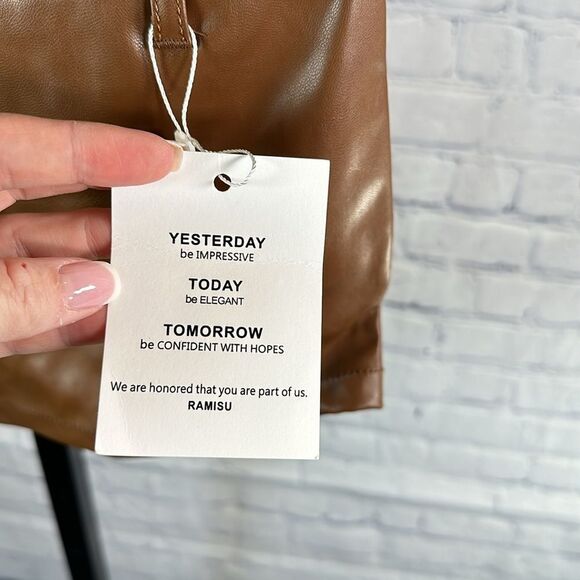 YESTERDAY
be IMPRESSIVE
TODAY
be ELEGANT
TOMORROW
be CONFIDENT WITH HOPES
We are honored that you are part of us.
RAMISU